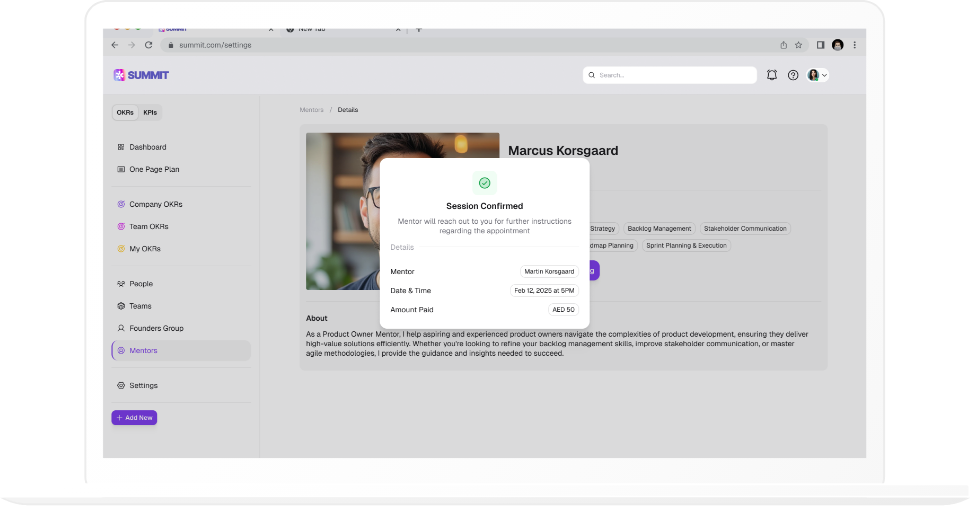 SUMMIT
New Tab
summit.com/settings
SUMMIT
Search...
OKRs KPIs
Mentors / Details
Dashboard
One Page Plan
Company OKRs
Team OKRs
My OKRs
People
Teams
Founders Group
Mentors
Settings
+ Add New
Marcus Korsgaard
Strategy Backlog Management Stakeholder Communication
dmap Planning Sprint Planning & Execution
g
Session Confirmed
Mentor will reach out to you for further instructions
regarding the appointment
Details
Mentor Martin Korsgaard
Date & Time Feb 12, 2025 at 5PM
Amount Paid AED 50
About
As a Product Owner Mentor, I help aspiring and experienced product owners navigate the complexities of product development, ensuring they deliver
high-value solutions efficiently. Whether you're looking to refine your backlog management skills, improve stakeholder communication, or master
agile methodologies, I provide the guidance and insights needed to succeed.